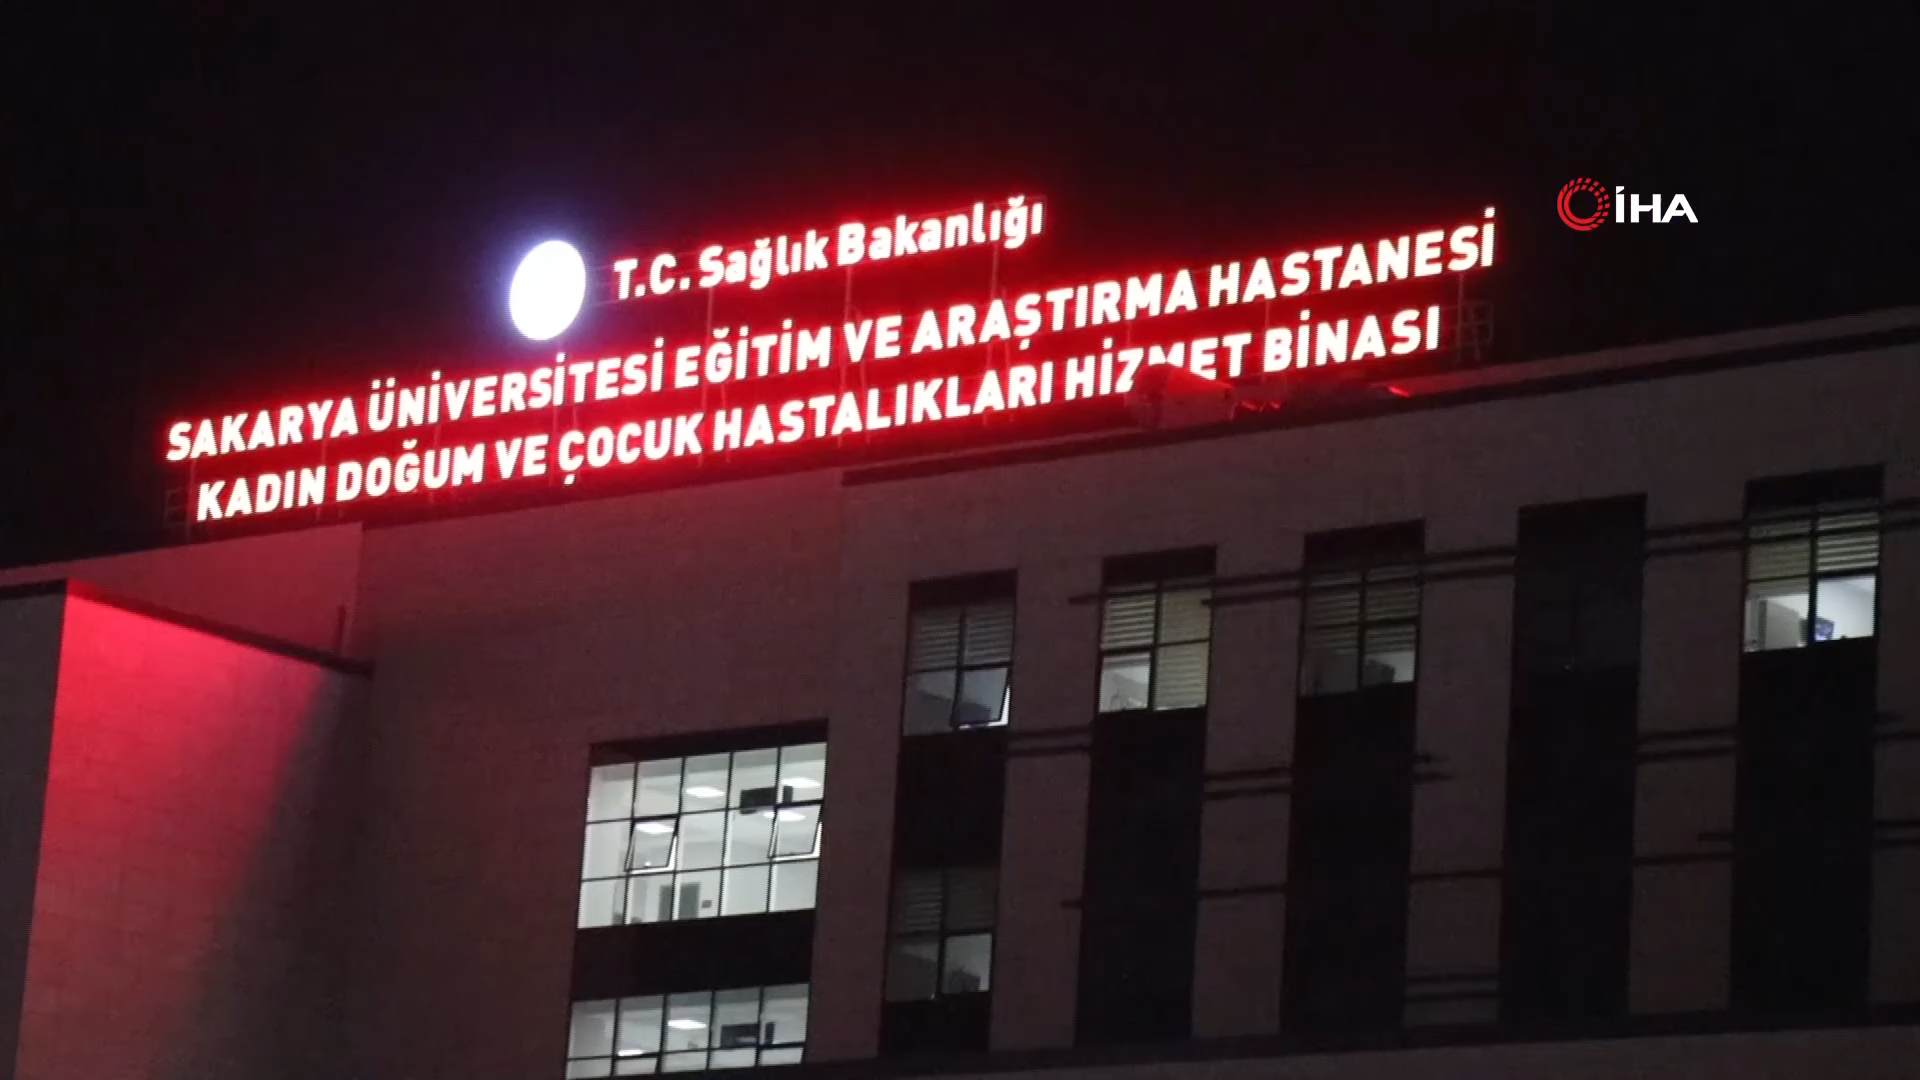 T.C. Sağlık Bakanlığı
SAKARYA ÜNİVERSİTESİ EĞİTİM VE ARAŞTIRMA HASTANESİ
KADIN DOĞUM VE ÇOCUK HASTALIKLARI HİZMET BİNASI
İHA